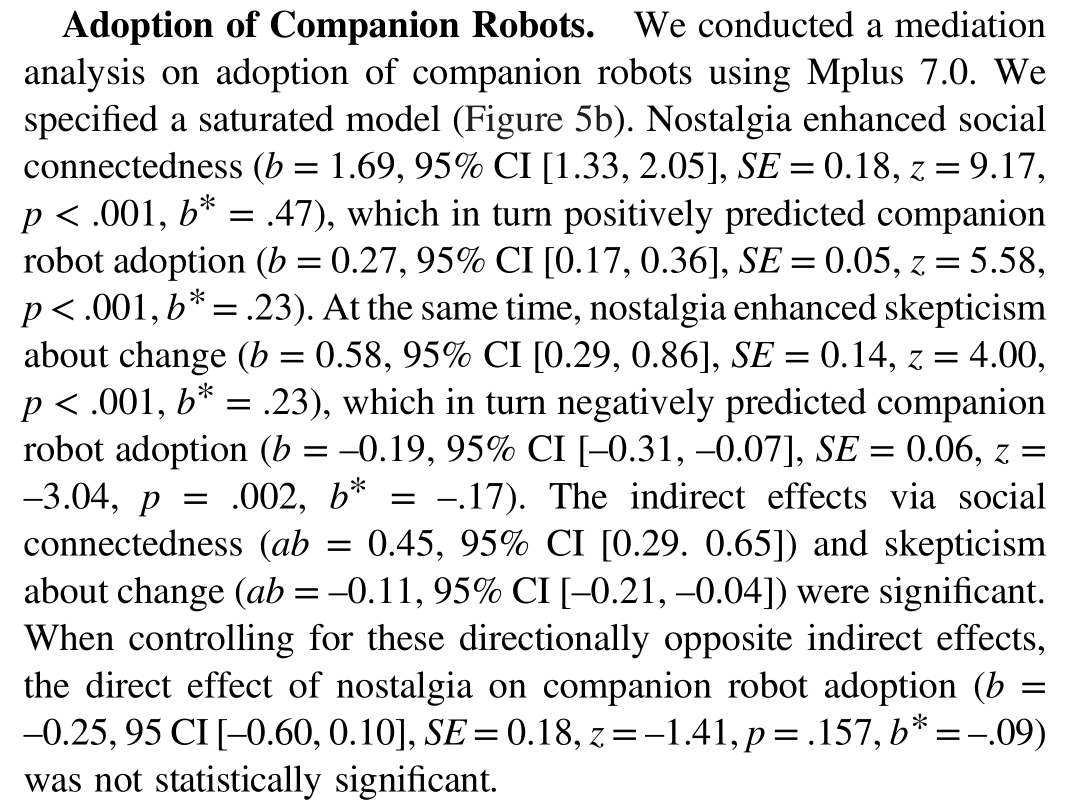 Adoption of Companion Robots. We conducted a mediation
analysis on adoption of companion robots using Mplus 7.0. We
specified a saturated model (Figure 5b). Nostalgia enhanced social
connectedness (b = 1.69, 95% CI [1.33, 2.05], SE = 0.18, z = 9.17,
p < .001, b* = .47), which in turn positively predicted companion
robot adoption (b = 0.27, 95% CI [0.17, 0.36], SE = 0.05, z = 5.58,
p < .001, b* = .23). At the same time, nostalgia enhanced skepticism
about change (b = 0.58, 95% CI [0.29, 0.86], SE = 0.14, z = 4.00,
p < .001, b* = .23), which in turn negatively predicted companion
robot adoption (b = –0.19, 95% CI [–0.31, –0.07], SE = 0.06, z =
–3.04, p = .002, b* = –.17). The indirect effects via social
connectedness (ab = 0.45, 95% CI [0.29. 0.65]) and skepticism
about change (ab = –0.11, 95% CI [–0.21, –0.04]) were significant.
When controlling for these directionally opposite indirect effects,
the direct effect of nostalgia on companion robot adoption (b =
–0.25, 95 CI [–0.60, 0.10], SE = 0.18, z = –1.41, p = .157, b* = –.09)
was not statistically significant.